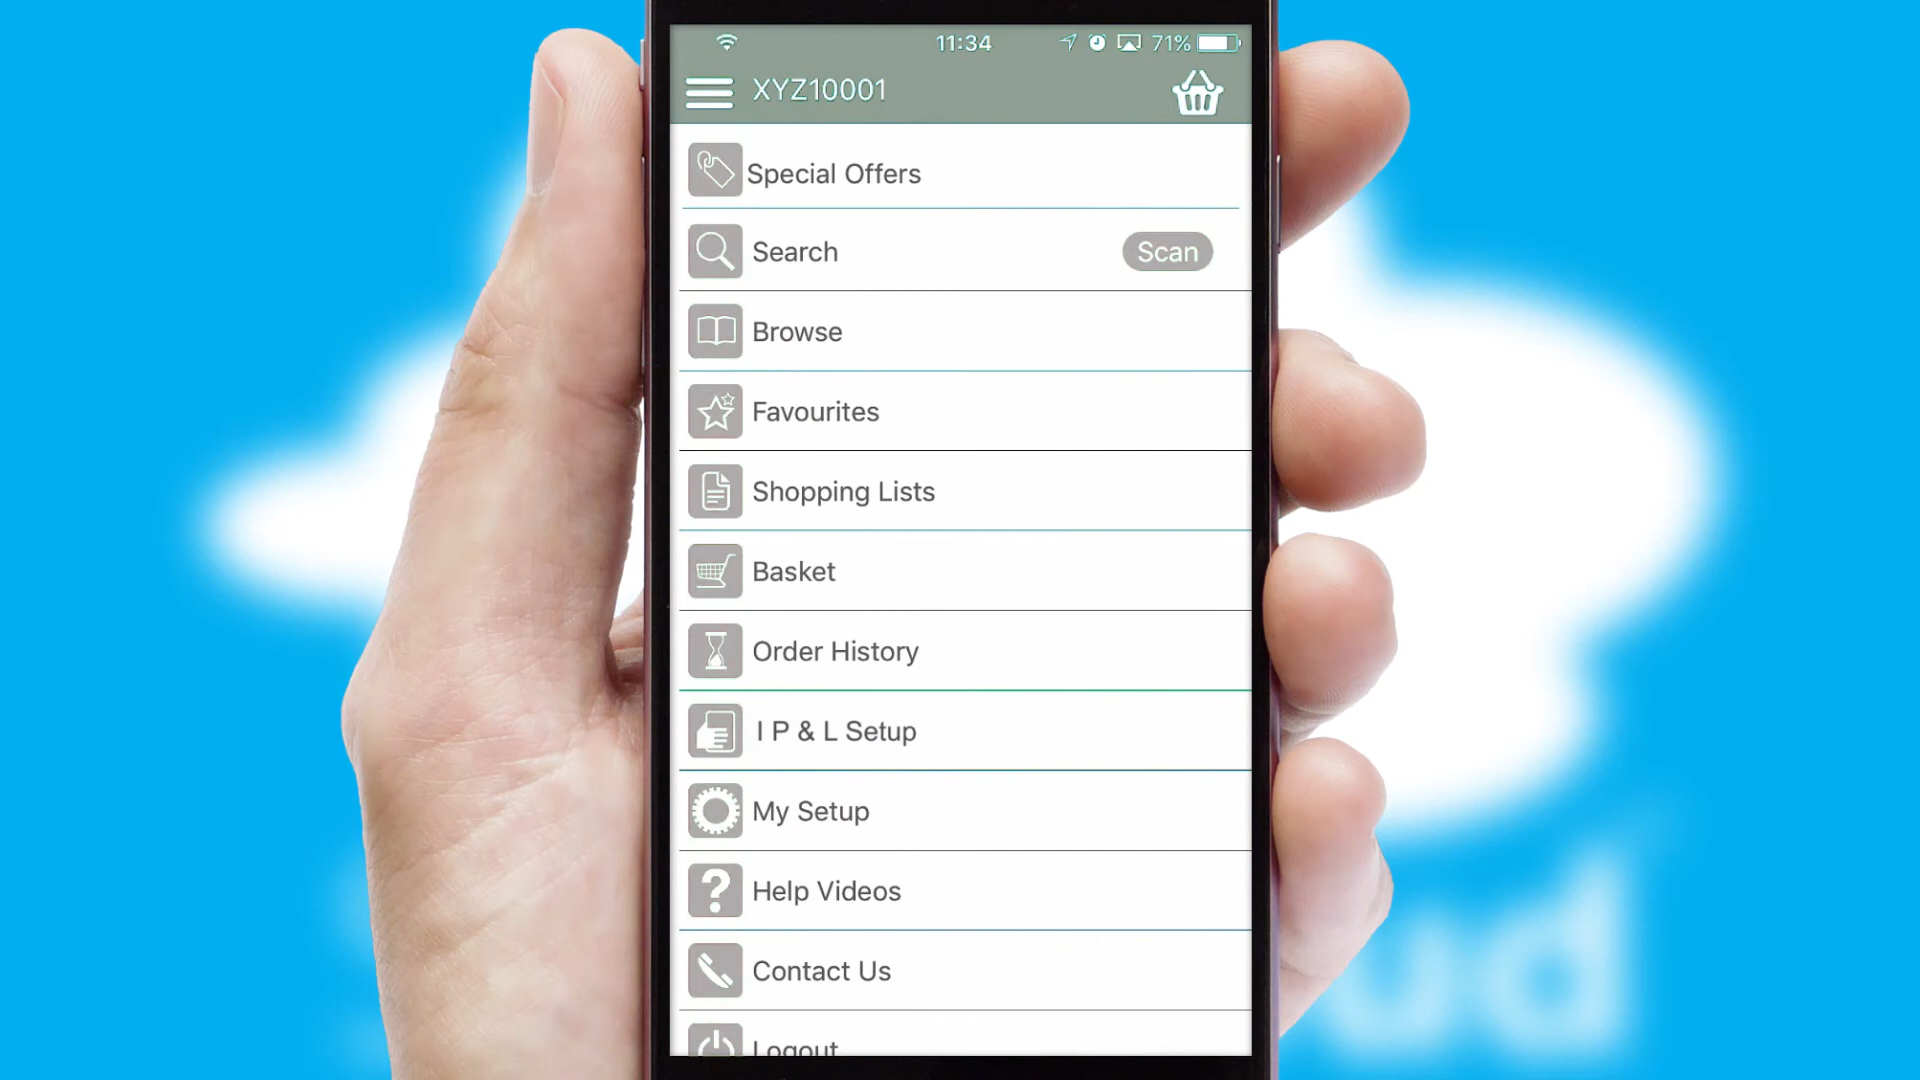 11:34 71%
XYZ10001
Special Offers
Search Scan
Browse
Favourites
Shopping Lists
Basket
Order History
I P & L Setup
My Setup
Help Videos
Contact Us
Logout
ud